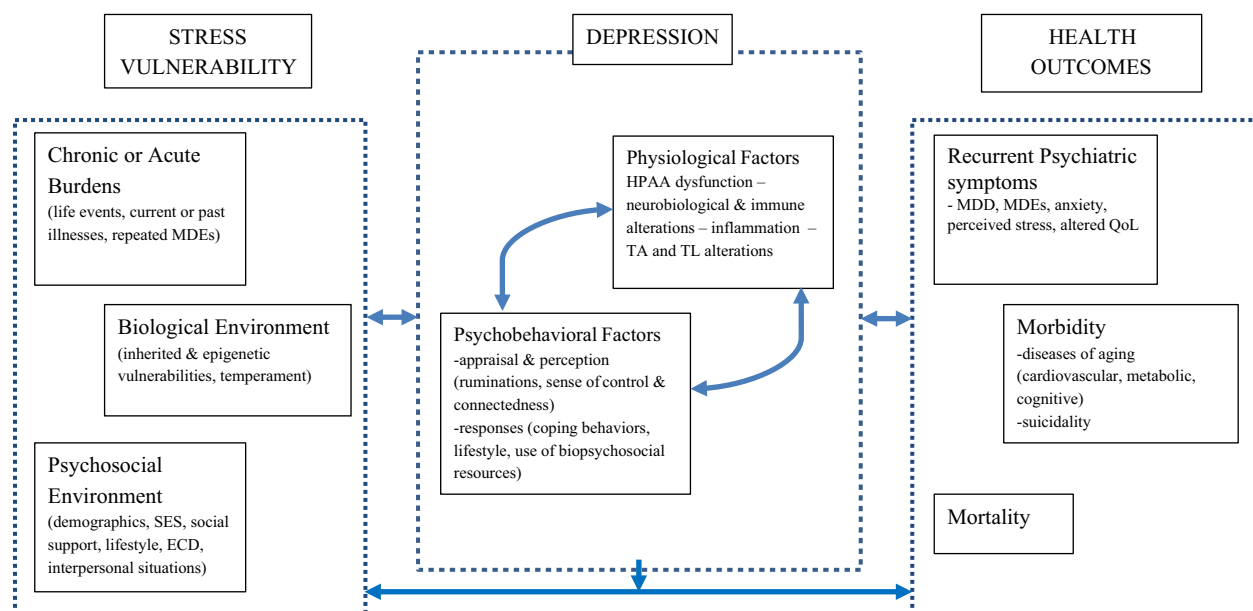 STRESS
VULNERABILITY
Chronic or Acute
Burdens
(life events, current or past
illnesses, repeated MDEs)
Biological Environment
(inherited & epigenetic
vulnerabilities, temperament)
Psychosocial
Environment
(demographics, SES, social
support, lifestyle, ECD,
interpersonal situations)
DEPRESSION
Physiological Factors
HPAA dysfunction –
neurobiological & immune
alterations – inflammation –
TA and TL alterations
Psychobehavioral Factors
-appraisal & perception
(ruminations, sense of control &
connectedness)
-responses (coping behaviors,
lifestyle, use of biopsychosocial
resources)
HEALTH
OUTCOMES
Recurrent Psychiatric
symptoms
- MDD, MDEs, anxiety,
perceived stress, altered QoL
Morbidity
-diseases of aging
(cardiovascular, metabolic,
cognitive)
-suicidality
Mortality